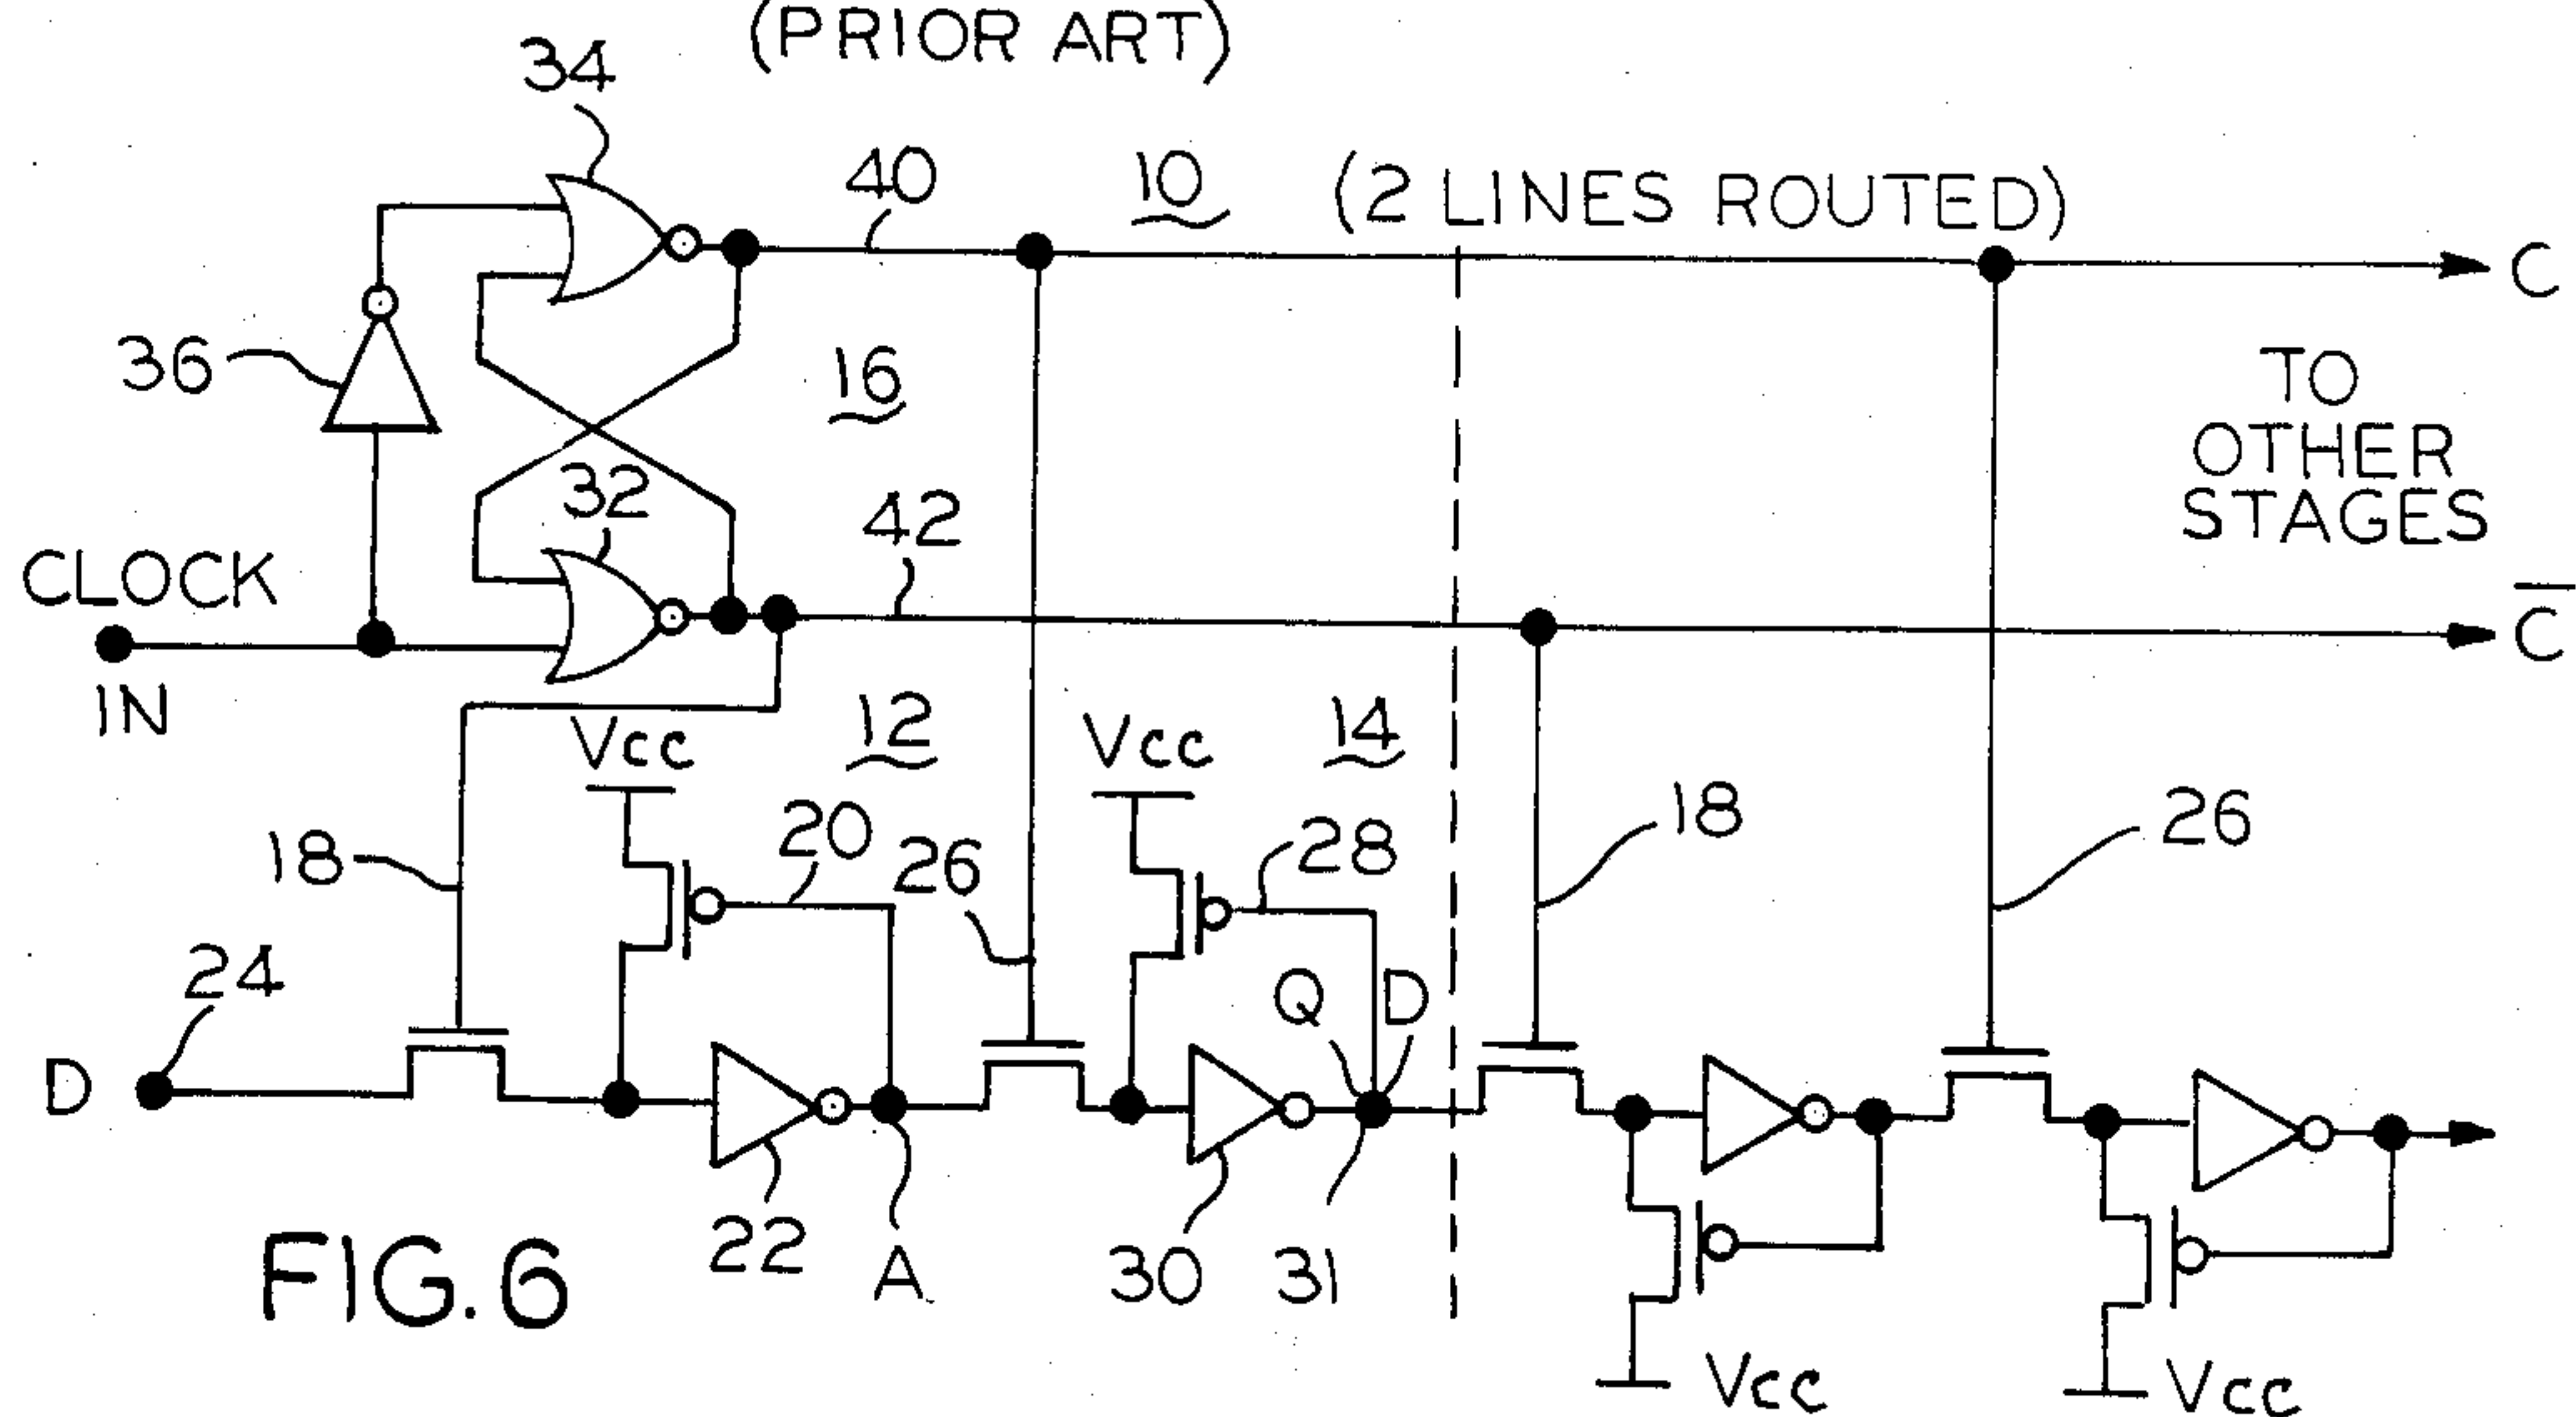 (PRIOR ART)
34
40
10
(2 LINES ROUTED)
C
36
16
TO
OTHER
STAGES
32
42
CLOCK
IN
C̅
12
14
Vcc
Vcc
18
20
26
28
18
26
24
Q
D
D
22
A
30
31
FIG. 6
Vcc
Vcc